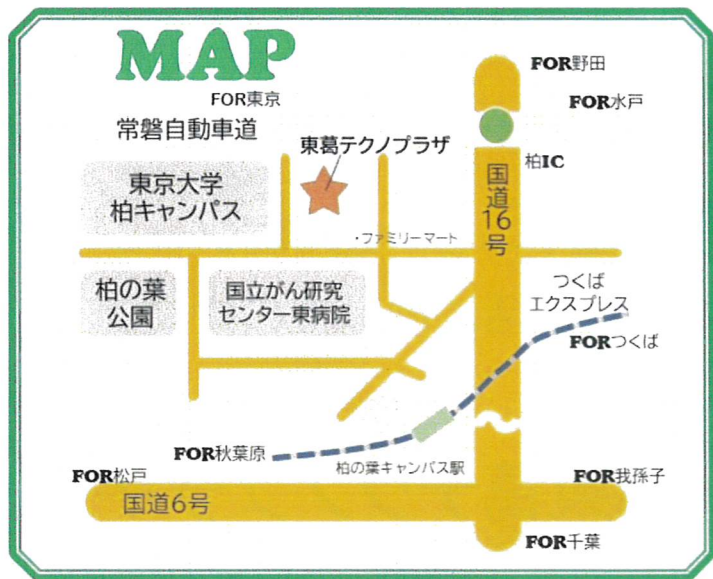 MAP
FOR野田
FOR東京
FOR水戸
常磐自動車道
東葛テクノプラザ
柏IC
東京大学
柏キャンパス
国道16号
・ファミリーマート
柏の葉
公園
国立がん研究
センター東病院
つくば
エクスプレス
FORつくば
FOR秋葉原
柏の葉キャンパス駅
FOR松戸
FOR我孫子
国道6号
FOR千葉